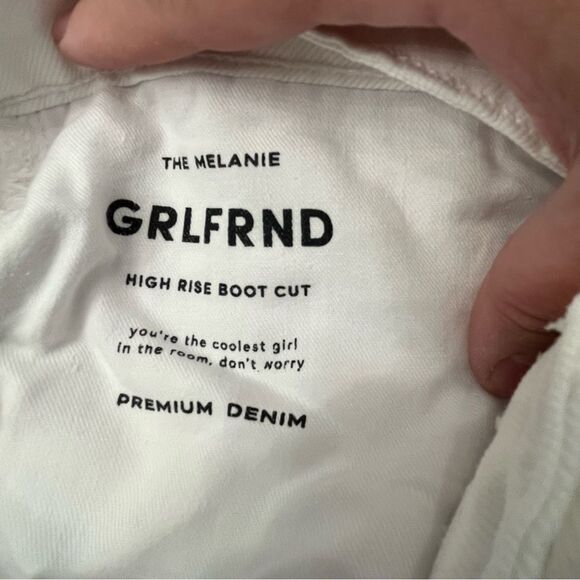 THE MELANIE
GRLFRND
HIGH RISE BOOT CUT
you're the coolest girl
in the room, don't worry
PREMIUM DENIM